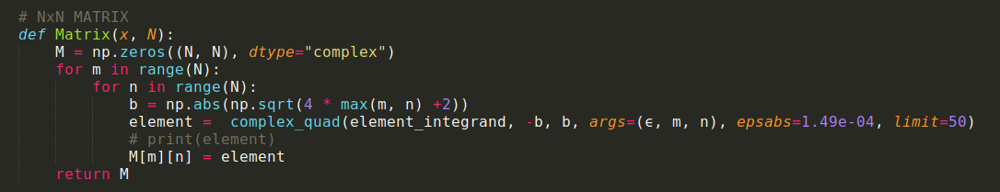 # NxN MATRIX
def Matrix(x, N):
    M = np.zeros((N, N), dtype="complex")
    for m in range(N):
        for n in range(N):
            b = np.abs(np.sqrt(4 * max(m, n) +2))
            element =  complex_quad(element_integrand, -b, b, args=(ϵ, m, n), epsabs=1.49e-04, limit=50)
            # print(element)
            M[m][n] = element
    return M